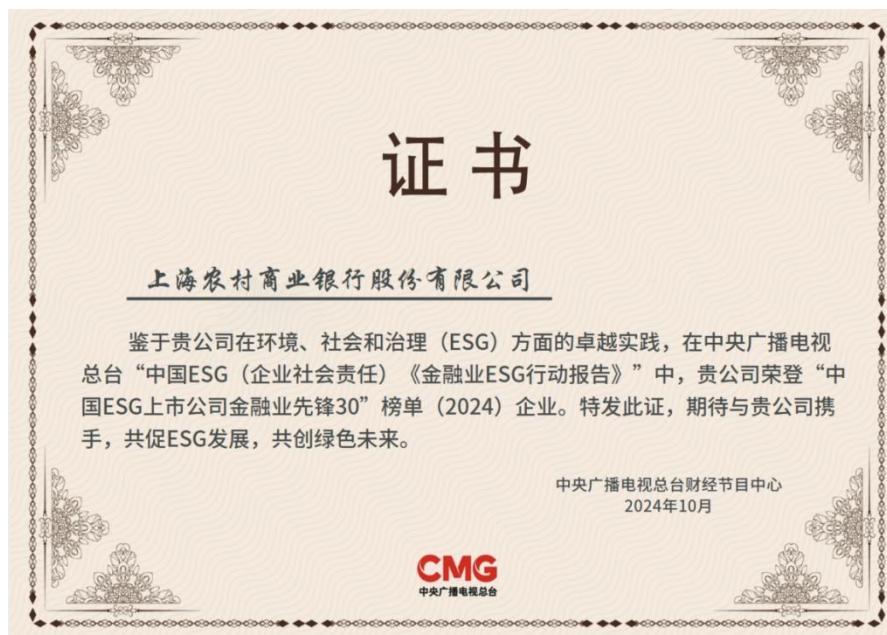 证书
上海农村商业银行股份有限公司
鉴于贵公司在环境、社会和治理（ESG）方面的卓越实践，在中央广播电视
总台“中国ESG（企业社会责任）《金融业ESG行动报告》”中，贵公司荣登“中
国ESG上市公司金融业先锋30”榜单（2024）企业。特发此证，期待与贵公司携
手，共促ESG发展，共创绿色未来。
中央广播电视总台财经节目中心
2024年10月
CMG
中央广播电视总台